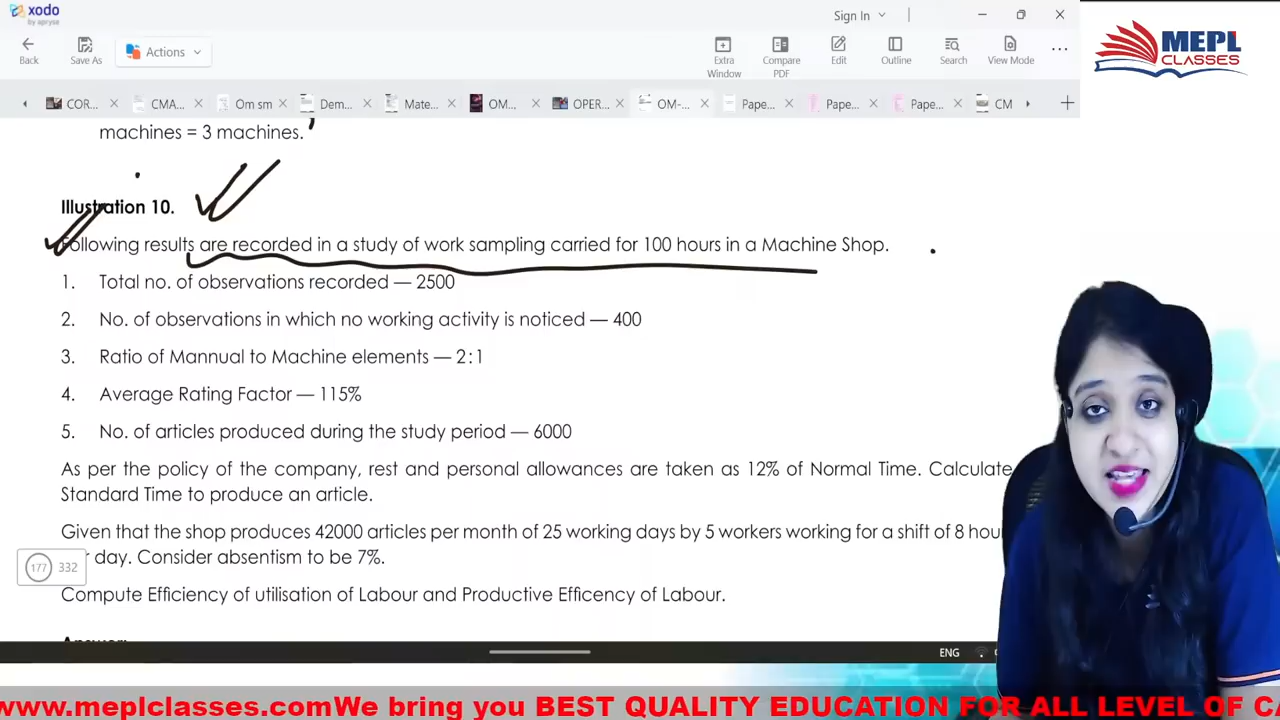 xodo
by apryse
Sign In
Back
Save As
Actions
Extra Window
Compare PDF
Edit
Outline
Search
View Mode
MEPL
CLASSES
COR...
CMA...
Om sm
Dem...
Mate...
OM,...
OPER...
OM-...
Pape...
Pape...
Pape...
CM
machines = 3 machines.
Illustration 10.
Following results are recorded in a study of work sampling carried for 100 hours in a Machine Shop.
1. Total no. of observations recorded — 2500
2. No. of observations in which no working activity is noticed — 400
3. Ratio of Mannual to Machine elements — 2:1
4. Average Rating Factor — 115%
5. No. of articles produced during the study period — 6000
As per the policy of the company, rest and personal allowances are taken as 12% of Normal Time. Calculate
Standard Time to produce an article.
Given that the shop produces 42000 articles per month of 25 working days by 5 workers working for a shift of 8 hou
day. Consider absentism to be 7%.
177 332
Compute Efficiency of utilisation of Labour and Productive Efficency of Labour.
ENG
www.meplclasses.comWe bring you BEST QUALITY EDUCATION FOR ALL LEVEL OF CA